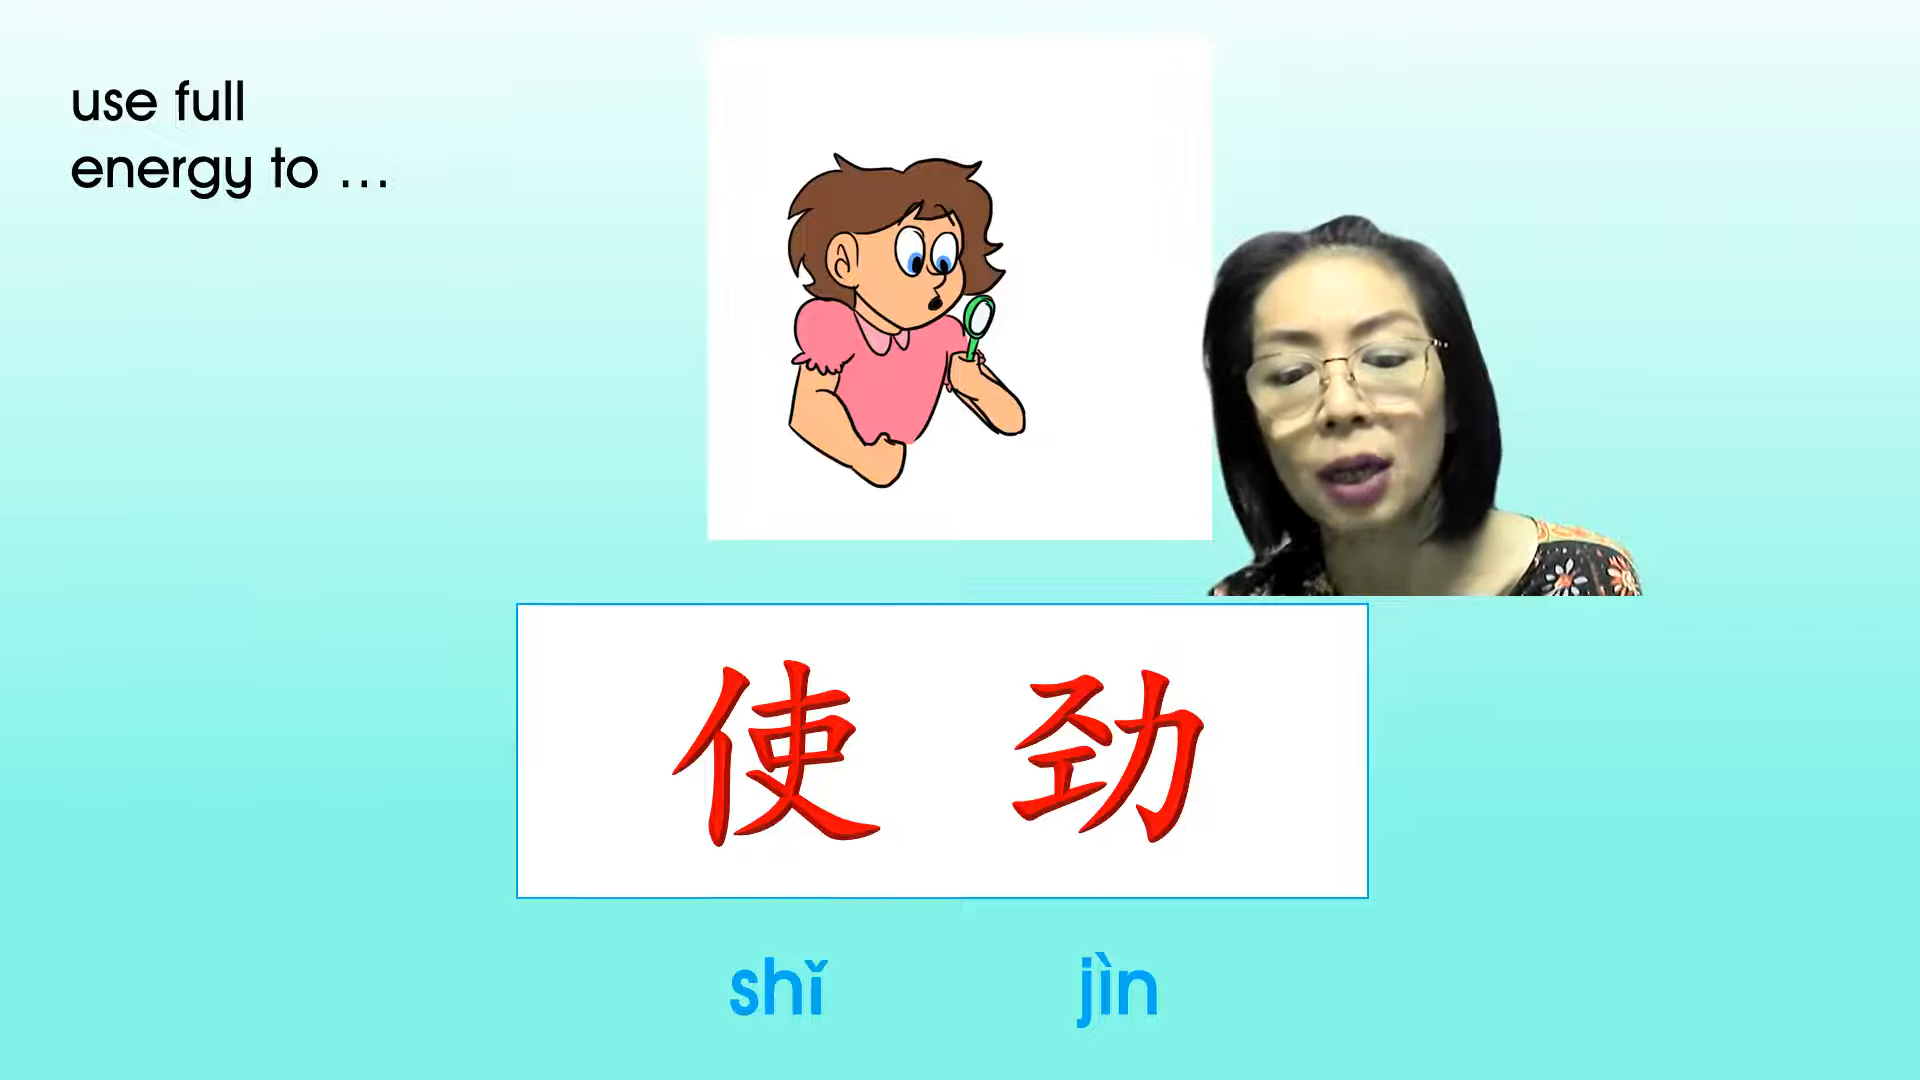 use full
energy to …
使 劲
shǐ jìn